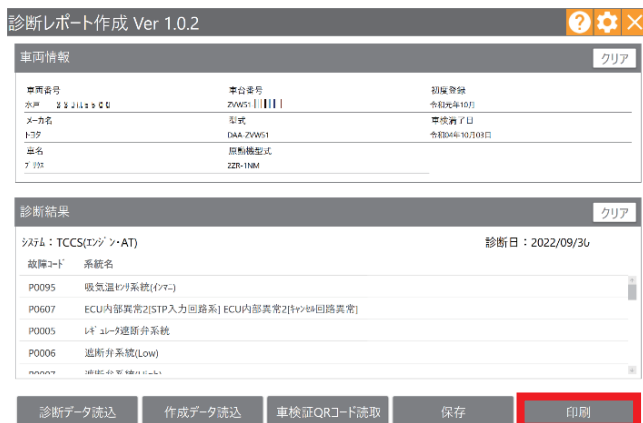 診断レポート作成 Ver 1.0.2
車両情報 クリア
車両番号 車台番号 初度登録
水戸 ZVW51 令和元年10月
メーカ名 型式 車検満了日
トヨタ DAA-ZVW51 令和04年10月03日
車名 原動機型式
プリウス 2ZR-1NM
診断結果 クリア
システム：TCCS(エンジン・AT) 診断日：2022/09/30
故障コード 系統名
P0095 吸気温センサ系統(インマニ)
P0607 ECU内部異常2[STP入力回路系] ECU内部異常2[キャンセル回路異常]
P0005 レギュレータ遮断弁系統
P0006 遮断弁系統(Low)
P0007 遮断弁系統(High)
診断データ読込 作成データ読込 車検証QRコード読取 保存 印刷